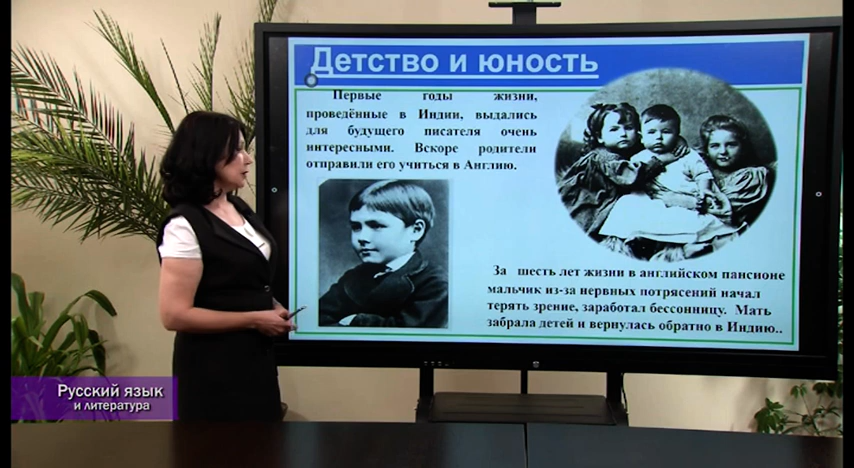 Детство и юность
Первые годы жизни,
проведённые в Индии, выдались
для будущего писателя очень
интересными. Вскоре родители
отправили его учиться в Англию.
За шесть лет жизни в английском пансионе
мальчик из-за нервных потрясений начал
терять зрение, заработал бессонницу. Мать
забрала детей и вернулась обратно в Индию..
Русский язык
и литература